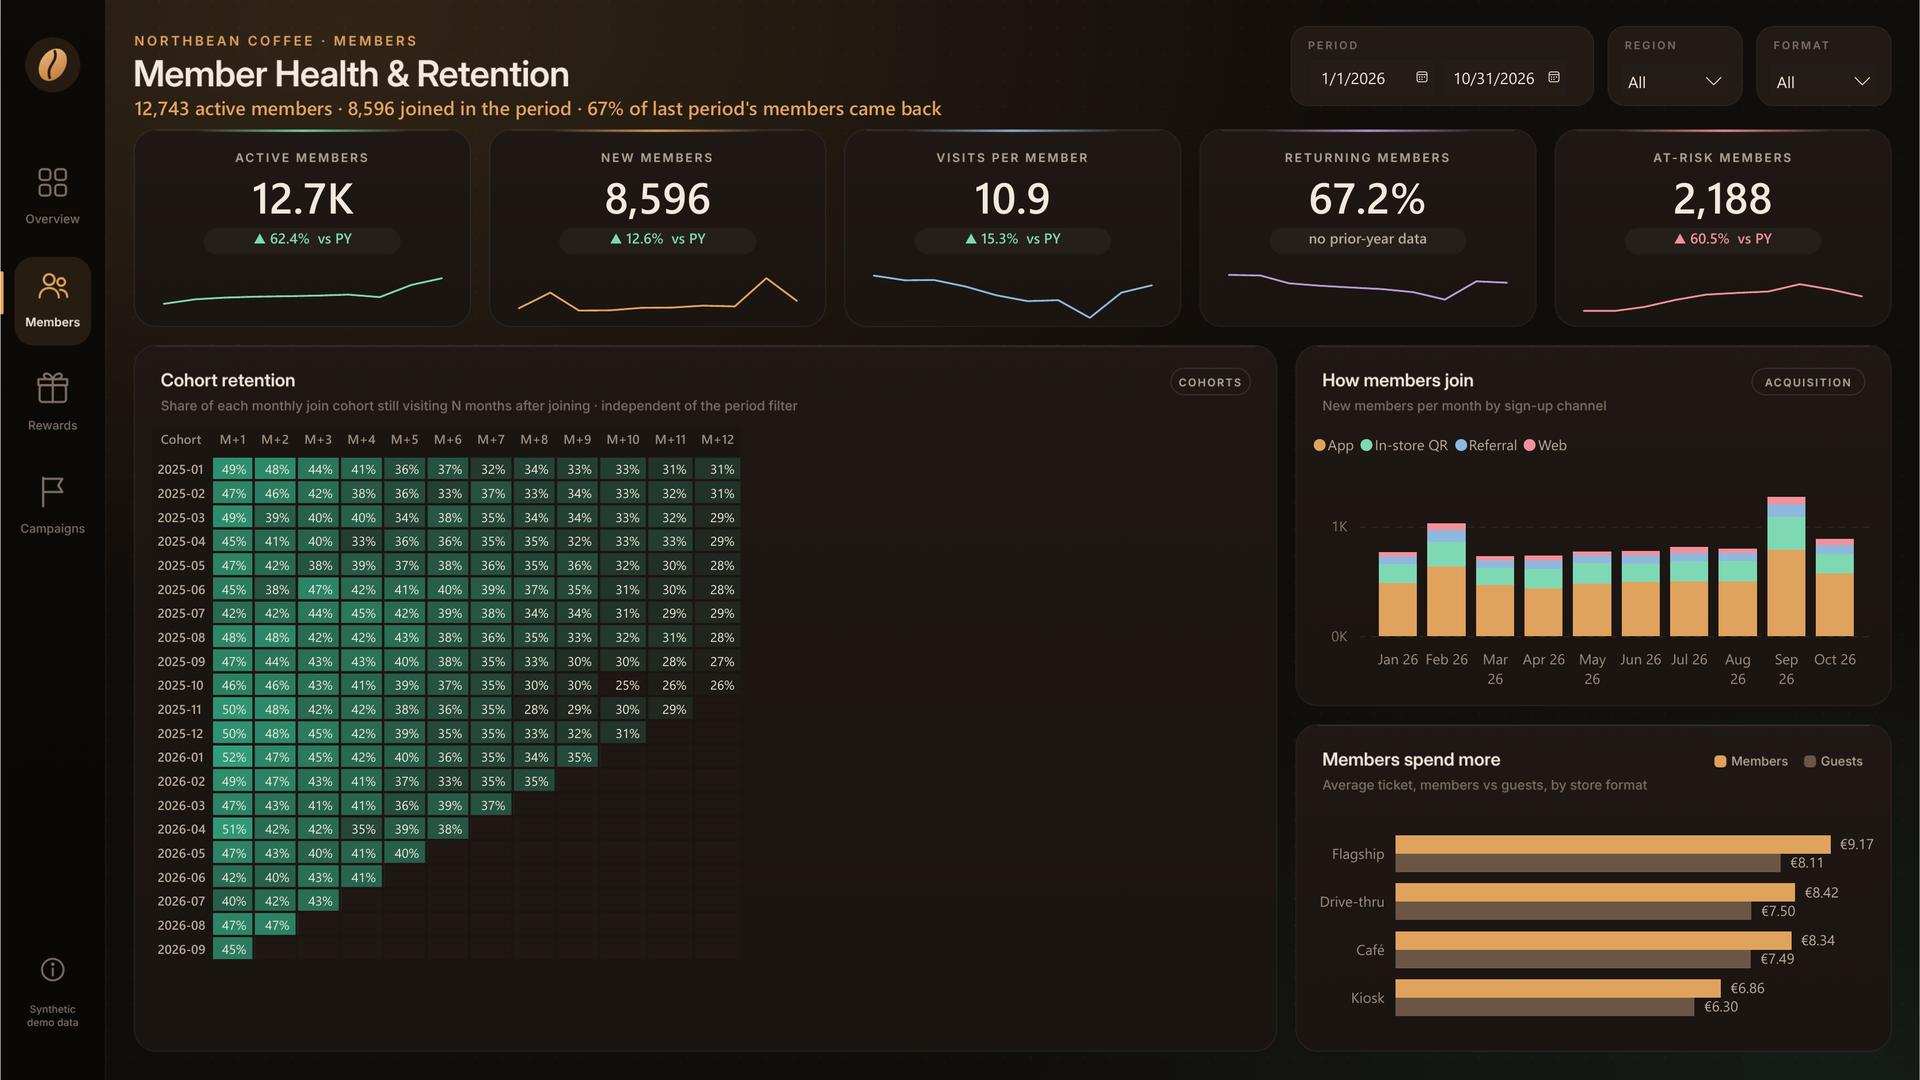 NORTHBEAN COFFEE · MEMBERS
Member Health & Retention
12,743 active members · 8,596 joined in the period · 67% of last period's members came back
PERIOD
1/1/2026 10/31/2026
REGION
All
FORMAT
All
Overview
Members
Rewards
Campaigns
Synthetic
demo data
ACTIVE MEMBERS
12.7K
▲ 62.4% vs PY
NEW MEMBERS
8,596
▲ 12.6% vs PY
VISITS PER MEMBER
10.9
▲ 15.3% vs PY
RETURNING MEMBERS
67.2%
no prior-year data
AT-RISK MEMBERS
2,188
▲ 60.5% vs PY
Cohort retention
COHORTS
Share of each monthly join cohort still visiting N months after joining · independent of the period filter
Cohort M+1 M+2 M+3 M+4 M+5 M+6 M+7 M+8 M+9 M+10 M+11 M+12
2025-01 49% 48% 44% 41% 36% 37% 32% 34% 33% 33% 31% 31%
2025-02 47% 46% 42% 38% 36% 33% 37% 33% 34% 33% 32% 31%
2025-03 49% 39% 40% 40% 34% 38% 35% 34% 34% 33% 32% 29%
2025-04 45% 41% 40% 33% 36% 36% 35% 35% 32% 33% 33% 29%
2025-05 47% 42% 38% 39% 37% 38% 36% 35% 36% 32% 30% 28%
2025-06 45% 38% 47% 42% 41% 40% 39% 37% 35% 31% 30% 28%
2025-07 42% 42% 44% 45% 42% 39% 38% 34% 34% 31% 29% 29%
2025-08 48% 48% 42% 42% 43% 38% 36% 35% 33% 32% 31% 28%
2025-09 47% 44% 43% 43% 40% 38% 35% 33% 30% 30% 28% 27%
2025-10 46% 46% 43% 41% 39% 37% 35% 30% 30% 25% 26% 26%
2025-11 50% 48% 42% 42% 38% 36% 35% 28% 29% 30% 29%
2025-12 50% 48% 45% 42% 39% 35% 35% 33% 32% 31%
2026-01 52% 47% 45% 42% 40% 36% 35% 34% 35%
2026-02 49% 47% 43% 41% 37% 33% 35% 35%
2026-03 47% 43% 41% 41% 36% 39% 37%
2026-04 51% 42% 42% 35% 39% 38%
2026-05 47% 43% 40% 41% 40%
2026-06 42% 40% 43% 41%
2026-07 40% 42% 43%
2026-08 47% 47%
2026-09 45%
How members join
ACQUISITION
New members per month by sign-up channel
App In-store QR Referral Web
1K
0K
Jan 26 Feb 26 Mar 26 Apr 26 May 26 Jun 26 Jul 26 Aug 26 Sep 26 Oct 26
Members spend more
Members Guests
Average ticket, members vs guests, by store format
Flagship €9.17 €8.11
Drive-thru €8.42 €7.50
Café €8.34 €7.49
Kiosk €6.86 €6.30